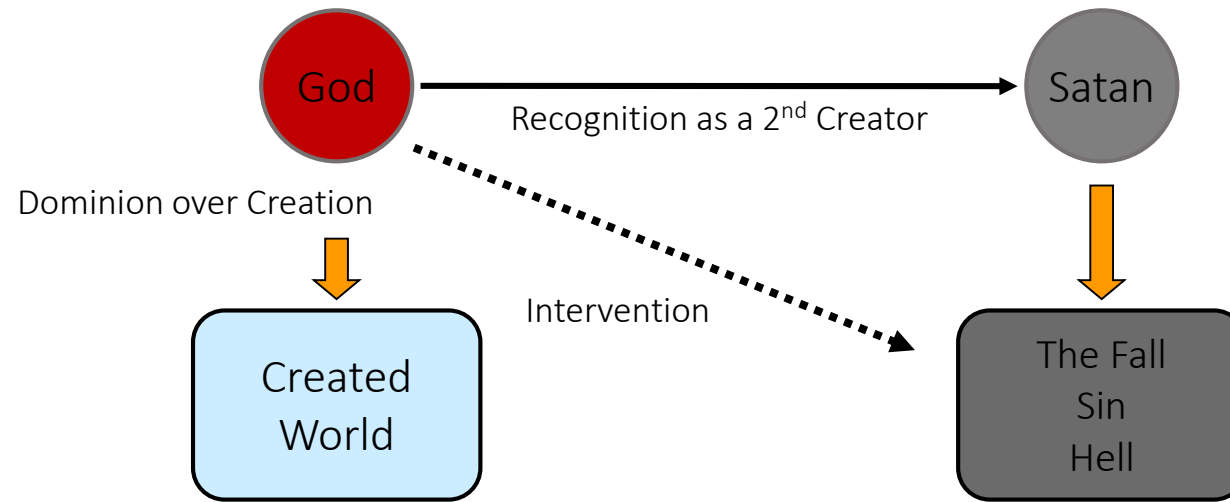 God
Satan
Recognition as a 2nd Creator
Dominion over Creation
Intervention
Created
World
The Fall
Sin
Hell